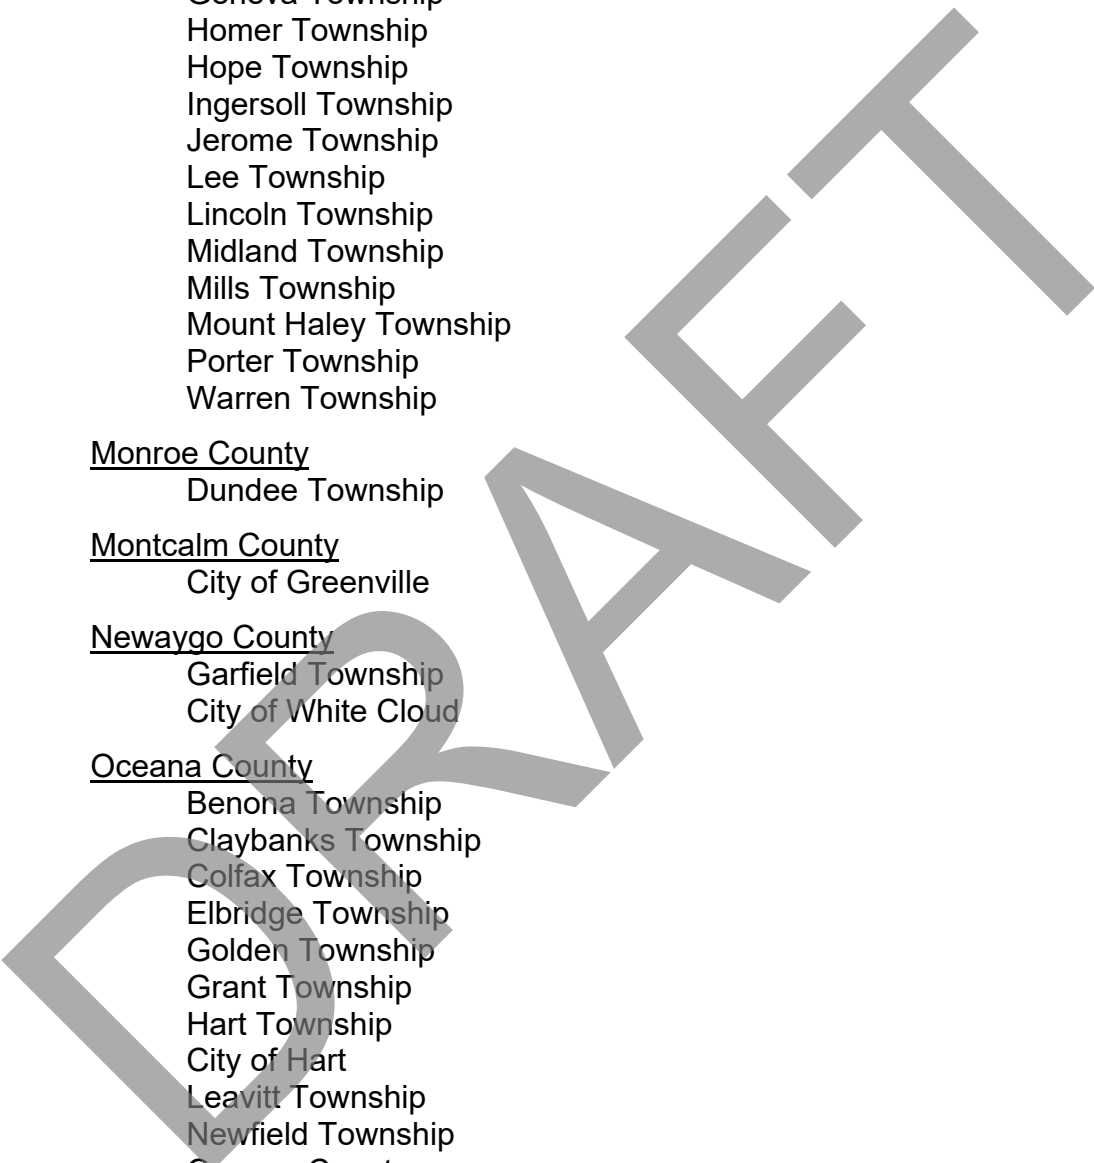 Geneva Township
Homer Township
Hope Township
Ingersoll Township
Jerome Township
Lee Township
Lincoln Township
Midland Township
Mills Township
Mount Haley Township
Porter Township
Warren Township
Monroe County
Dundee Township
Montcalm County
City of Greenville
Newaygo County
Garfield Township
City of White Cloud
Oceana County
Benona Township
Claybanks Township
Colfax Township
Elbridge Township
Golden Township
Grant Township
Hart Township
City of Hart
Leavitt Township
Newfield Township
DRAFT